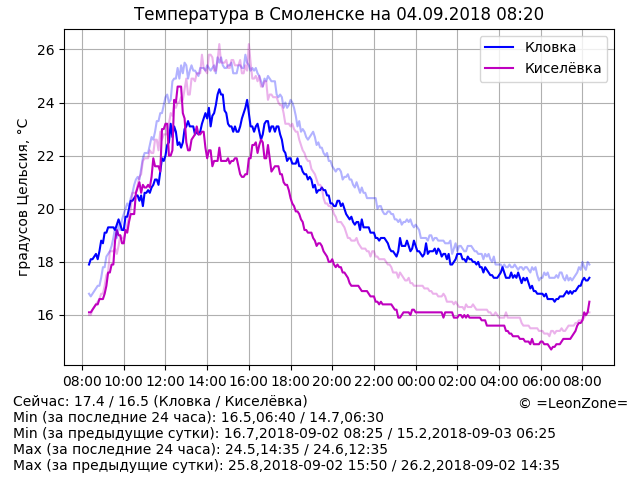 Температура в Смоленске на 04.09.2018 08:20
Кловка
Киселёвка
градусов Цельсия, °C
26
24
22
20
18
16
08:00 10:00 12:00 14:00 16:00 18:00 20:00 22:00 00:00 02:00 04:00 06:00 08:00
Сейчас: 17.4 / 16.5 (Кловка / Киселёвка)
© =LeonZone=
Min (за последние 24 часа): 16.5,06:40 / 14.7,06:30
Min (за предыдущие сутки): 16.7,2018-09-02 08:25 / 15.2,2018-09-03 06:25
Max (за последние 24 часа): 24.5,14:35 / 24.6,12:35
Max (за предыдущие сутки): 25.8,2018-09-02 15:50 / 26.2,2018-09-02 14:35